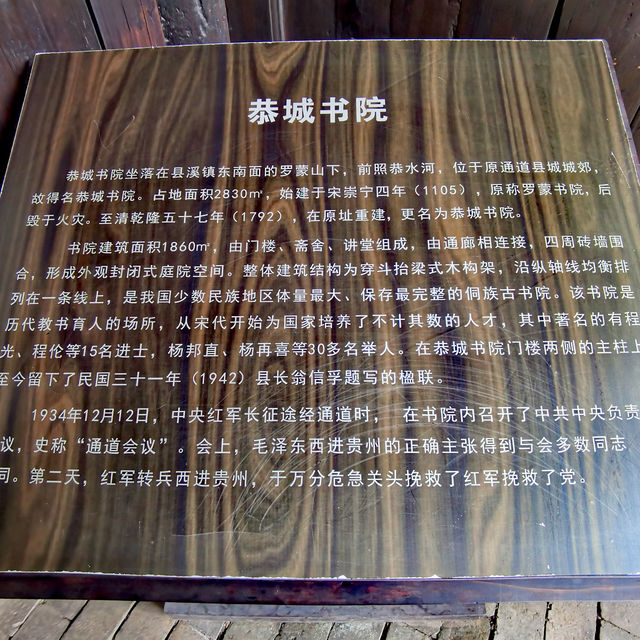 恭城书院
恭城书院坐落在县溪镇东南面的罗蒙山下，前照恭水河，位于原通道县城城郊，
故得名恭城书院。占地面积2830㎡，始建于宋崇宁四年（1105），原称罗蒙书院，后
毁于火灾。至清乾隆五十七年（1792），在原址重建，更名为恭城书院。
书院建筑面积1860㎡，由门楼、斋舍、讲堂组成，由通廊相连接，四周砖墙围
合，形成外观封闭式庭院空间。整体建筑结构为穿斗抬梁式木构架，沿纵轴线均衡排
列在一条线上，是我国少数民族地区体量最大、保存最完整的侗族古书院。该书院是
历代教书育人的场所，从宋代开始为国家培养了不计其数的人才，其中著名的有程
光、程伦等15名进士，杨邦直、杨再喜等30多名举人。在恭城书院门楼两侧的主柱上
至今留下了民国三十一年（1942）县长翁信孚题写的楹联。
1934年12月12日，中央红军长征途经通道时， 在书院内召开了中共中央负责
议，史称“通道会议”。会上，毛泽东西进贵州的正确主张得到与会多数同志
同。第二天，红军转兵西进贵州，于万分危急关头挽救了红军挽救了党。